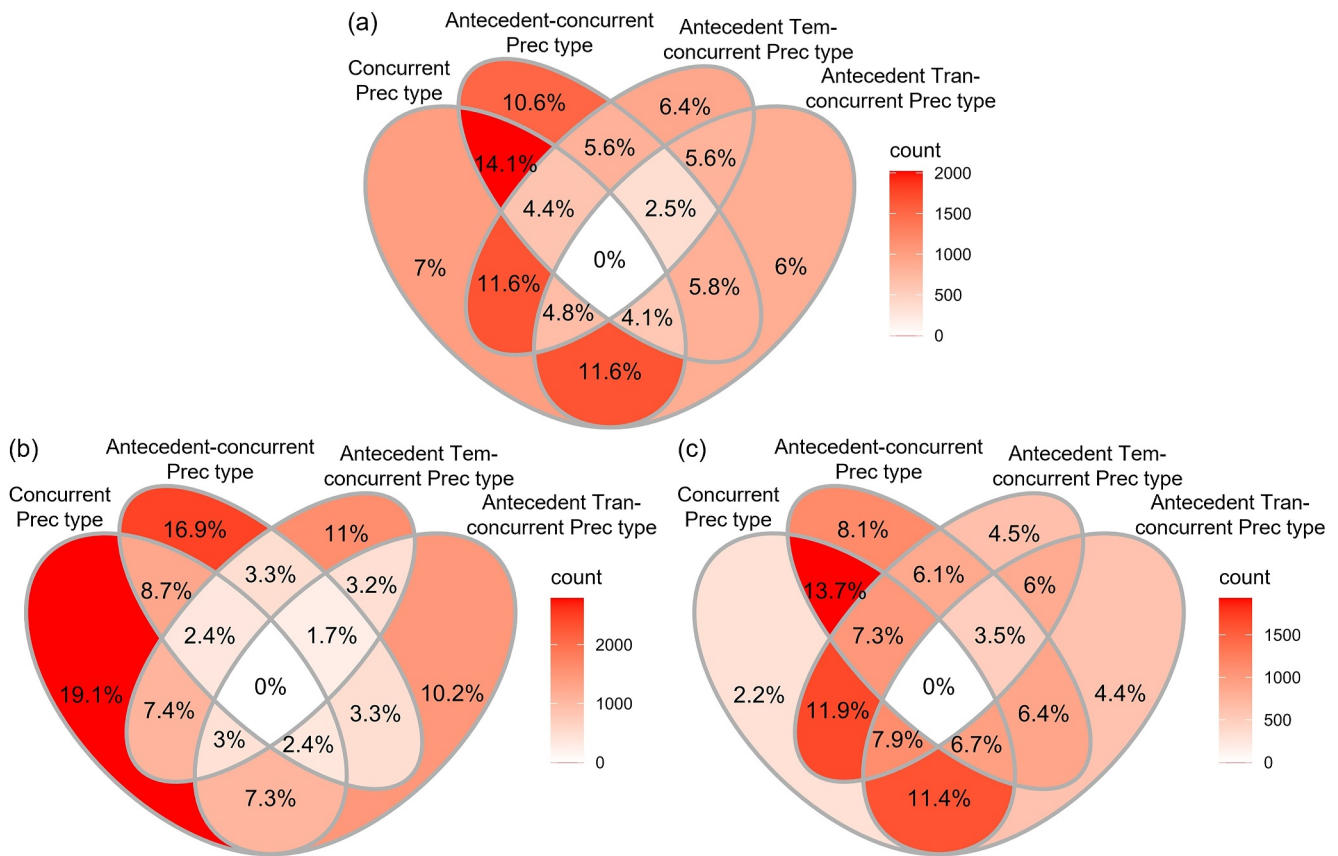 (a)
Antecedent-concurrent
Prec type
Antecedent Tem-
concurrent Prec type
Concurrent
Prec type
Antecedent Tran-
concurrent Prec type
10.6%
6.4%
14.1%
5.6%
5.6%
4.4%
2.5%
7%
0%
6%
11.6%
5.8%
4.8%
4.1%
11.6%
count
2000
1500
1000
500
0
(b)
Antecedent-concurrent
Prec type
Antecedent Tem-
concurrent Prec type
Concurrent
Prec type
Antecedent Tran-
concurrent Prec type
16.9%
11%
8.7%
3.3%
3.2%
2.4%
1.7%
19.1%
0%
10.2%
7.4%
3.3%
3%
2.4%
7.3%
count
2000
1000
0
(c)
Antecedent-concurrent
Prec type
Antecedent Tem-
concurrent Prec type
Concurrent
Prec type
Antecedent Tran-
concurrent Prec type
8.1%
4.5%
13.7%
6.1%
6%
7.3%
3.5%
2.2%
0%
4.4%
11.9%
6.4%
7.9%
6.7%
11.4%
count
1500
1000
500
0